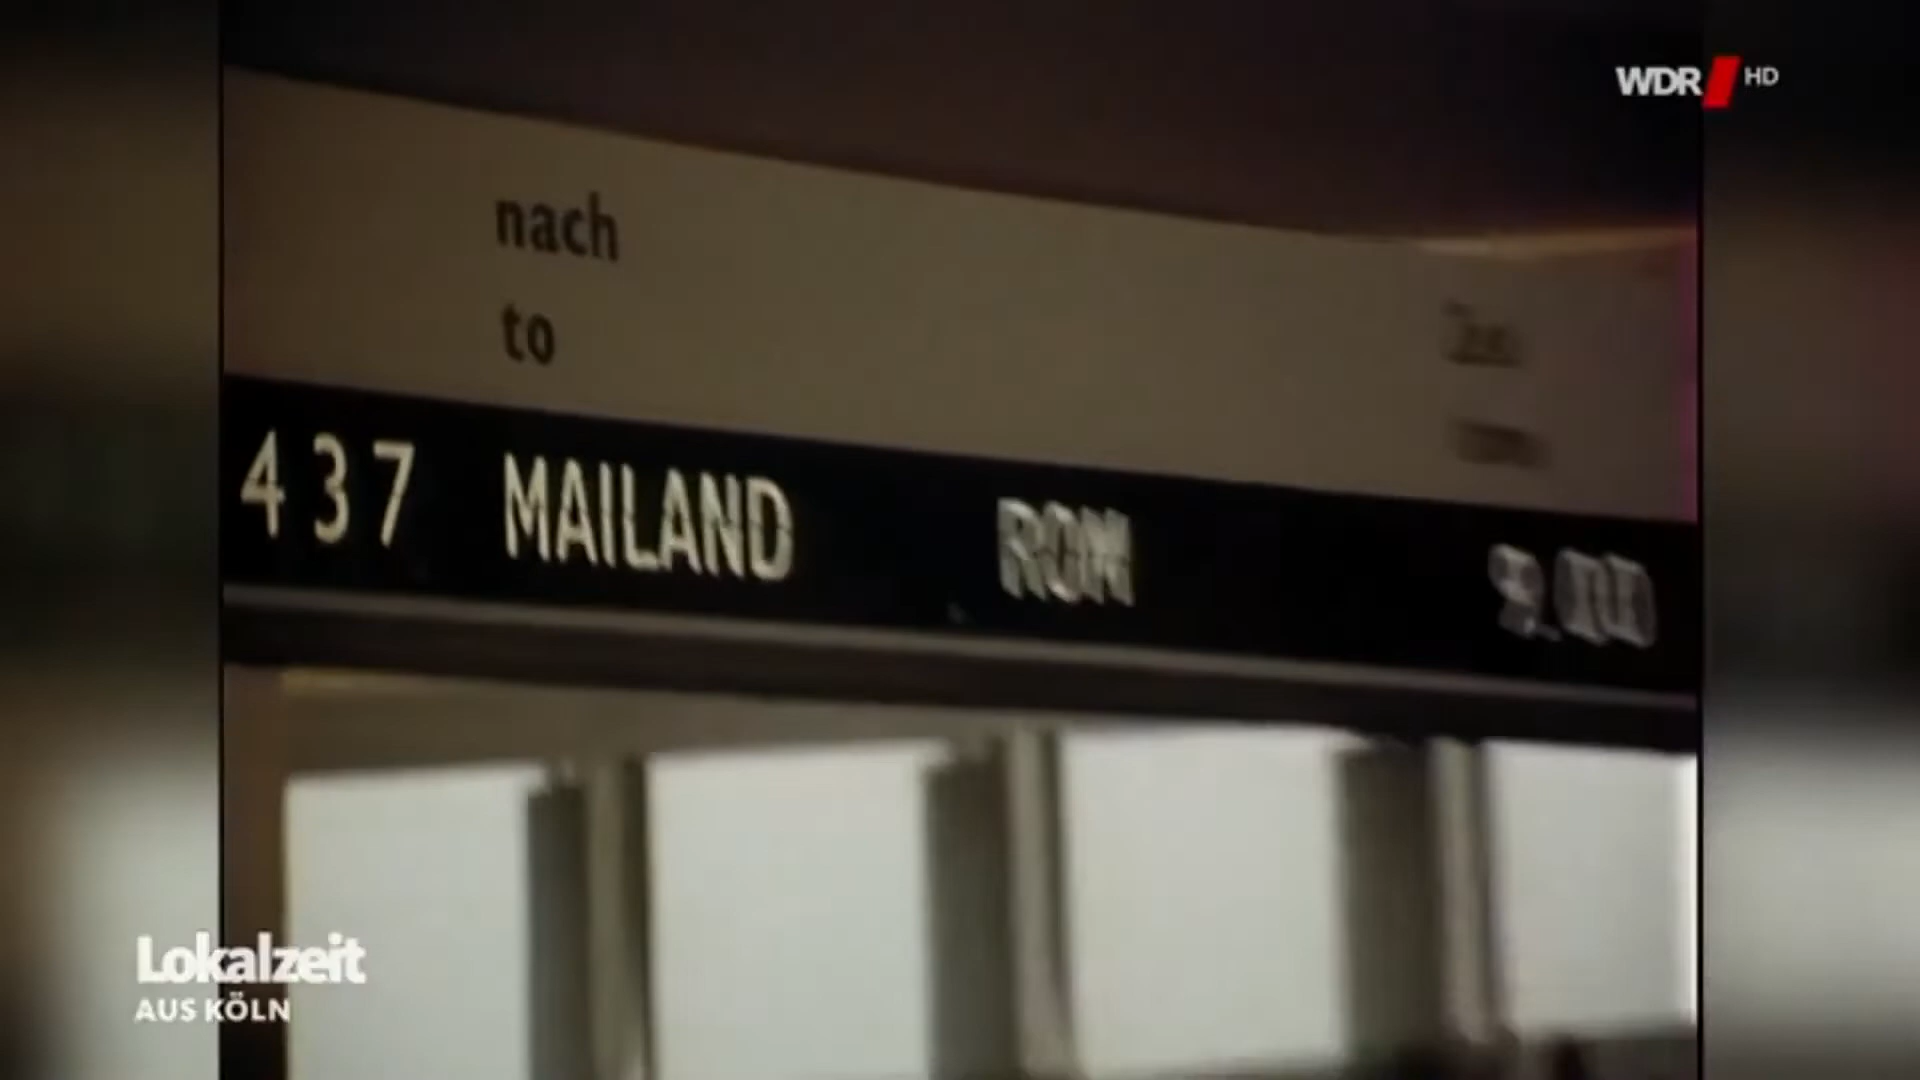 WDR HD
nach
to
437 MAILAND ROM
Lokalzeit
AUS KÖLN